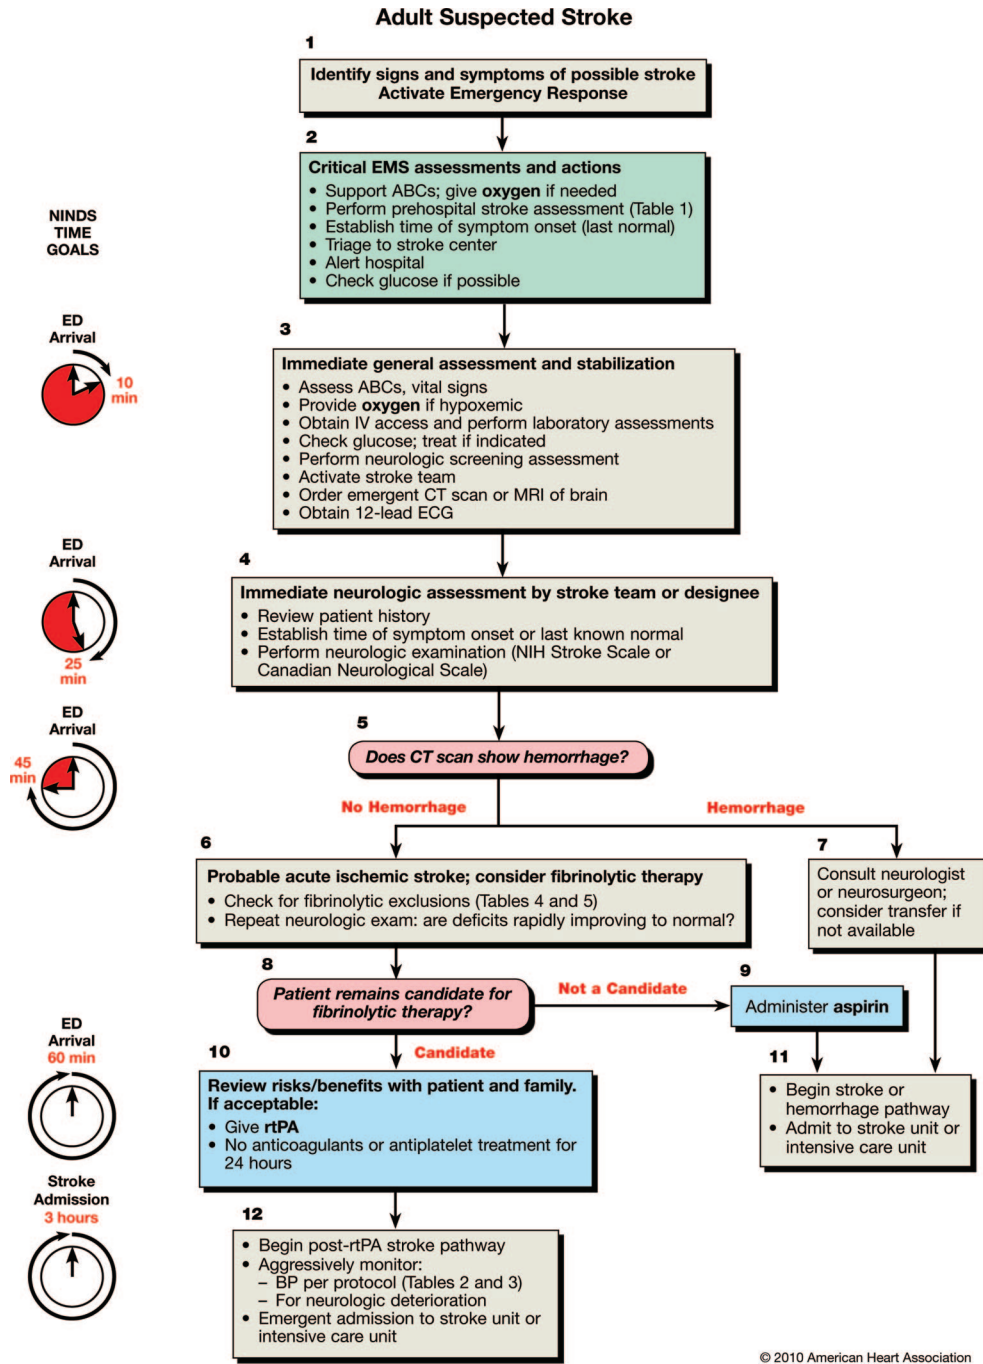 Adult Suspected Stroke
1
Identify signs and symptoms of possible stroke
Activate Emergency Response
2
Critical EMS assessments and actions
• Support ABCs; give oxygen if needed
• Perform prehospital stroke assessment (Table 1)
• Establish time of symptom onset (last normal)
• Triage to stroke center
• Alert hospital
• Check glucose if possible
NINDS
TIME
GOALS
ED
Arrival
10
min
3
Immediate general assessment and stabilization
• Assess ABCs, vital signs
• Provide oxygen if hypoxemic
• Obtain IV access and perform laboratory assessments
• Check glucose; treat if indicated
• Perform neurologic screening assessment
• Activate stroke team
• Order emergent CT scan or MRI of brain
• Obtain 12-lead ECG
ED
Arrival
25
min
4
Immediate neurologic assessment by stroke team or designee
• Review patient history
• Establish time of symptom onset or last known normal
• Perform neurologic examination (NIH Stroke Scale or
Canadian Neurological Scale)
ED
Arrival
45
min
5
Does CT scan show hemorrhage?
No Hemorrhage
Hemorrhage
6
Probable acute ischemic stroke; consider fibrinolytic therapy
• Check for fibrinolytic exclusions (Tables 4 and 5)
• Repeat neurologic exam: are deficits rapidly improving to normal?
7
Consult neurologist
or neurosurgeon;
consider transfer if
not available
8
Patient remains candidate for
fibrinolytic therapy?
Not a Candidate
9
Administer aspirin
Candidate
ED
Arrival
60 min
10
Review risks/benefits with patient and family.
If acceptable:
• Give rtPA
• No anticoagulants or antiplatelet treatment for
24 hours
11
• Begin stroke or
hemorrhage pathway
• Admit to stroke unit or
intensive care unit
Stroke
Admission
3 hours
12
• Begin post-rtPA stroke pathway
• Aggressively monitor:
– BP per protocol (Tables 2 and 3)
– For neurologic deterioration
• Emergent admission to stroke unit or
intensive care unit
© 2010 American Heart Association